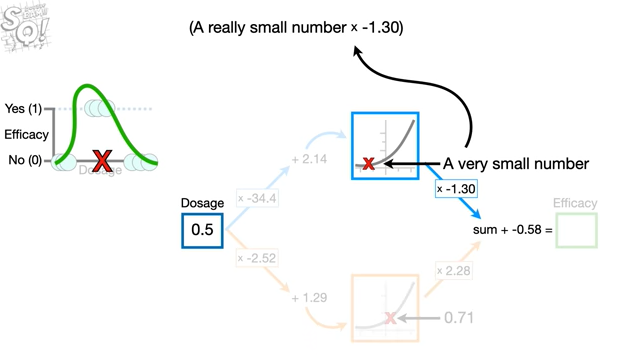 (A really small number × -1.30)
Yes (1)
Efficacy
No (0)
Dosage
+ 2.14
A very small number
× -1.30
× -34.4
Dosage
0.5
Efficacy
sum + -0.58 =
× -2.52
× 2.28
+ 1.29
0.71